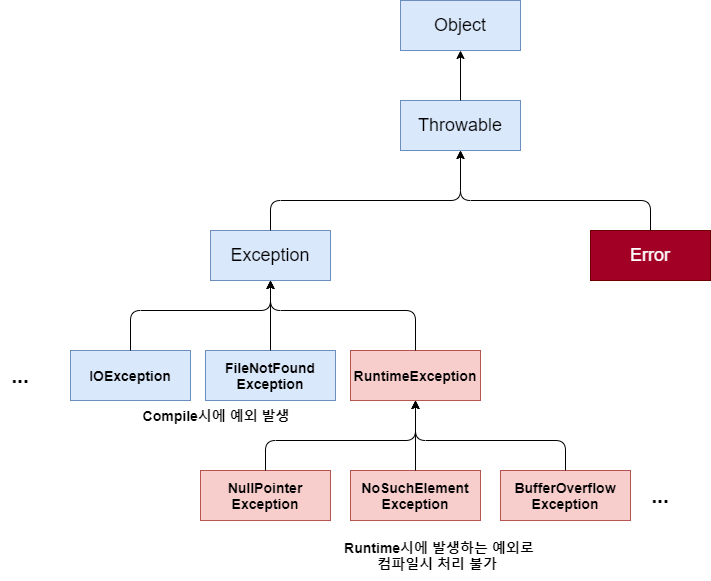 Object
Throwable
Exception
Error
...
IOException
FileNotFound
Exception
RuntimeException
Compile시에 예외 발생
NullPointer
Exception
NoSuchElement
Exception
BufferOverflow
Exception
...
Runtime시에 발생하는 예외로
컴파일시 처리 불가